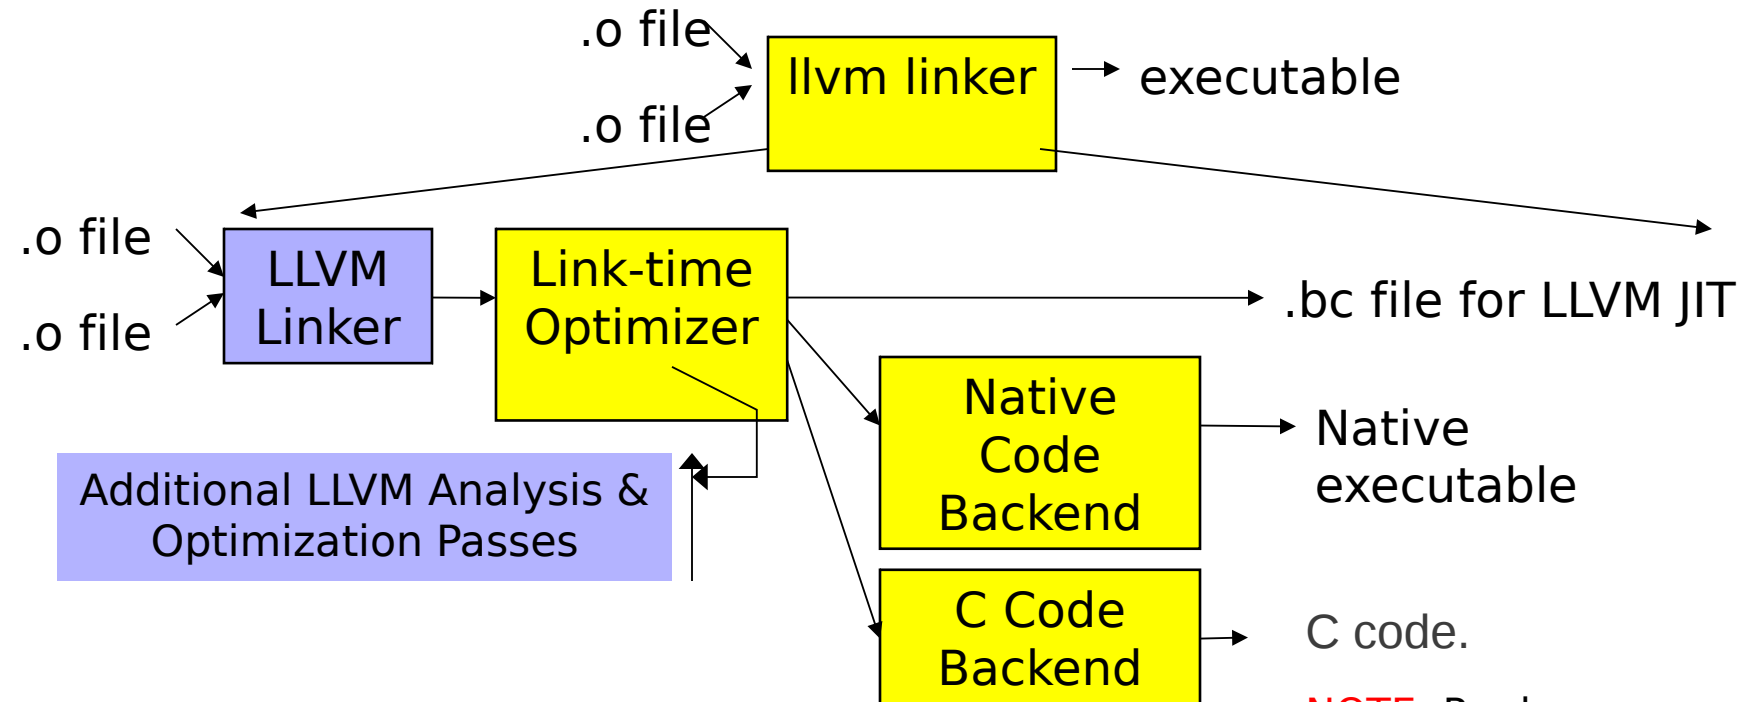 .o file
llvm linker
executable
.o file
.o file
LLVM
Linker
.o file
Link-time
Optimizer
.bc file for LLVM JIT
Native
Code
Backend
Native
executable
Additional LLVM Analysis &
Optimization Passes
C Code
Backend
C code.